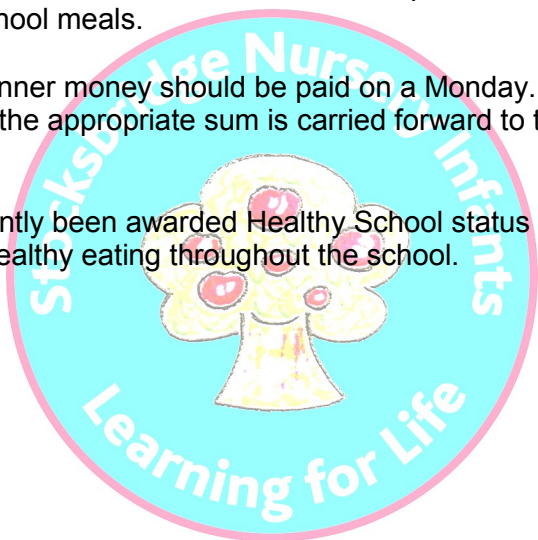 hool meals.
nner money should be paid on a Monday.
the appropriate sum is carried forward to t
ntly been awarded Healthy School status
ealthy eating throughout the school.
Stocksbridge Nursery Infants
Learning for Life